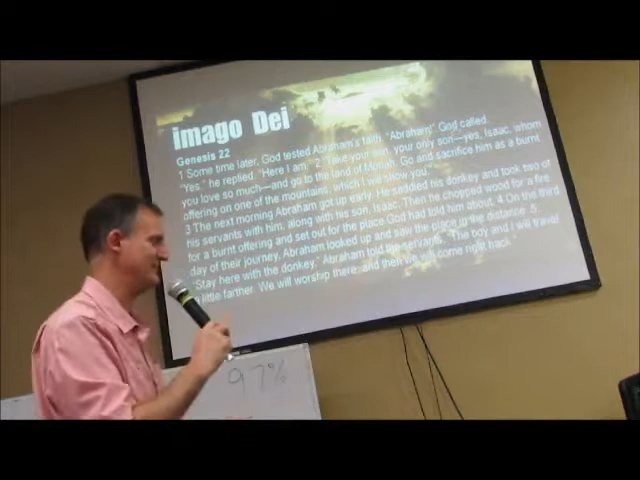 imago Dei
Genesis 22
1 Some time later, God tested Abraham's faith. "Abraham!" God called.
"Yes," he replied. "Here I am." 2 "Take your son, your only son—yes, Isaac, whom
you love so much—and go to the land of Moriah. Go and sacrifice him as a burnt
offering on one of the mountains, which I will show you."
3 The next morning Abraham got up early. He saddled his donkey and took two of
his servants with him, along with his son, Isaac. Then he chopped wood for a fire
for a burnt offering and set out for the place God had told him about. 4 On the third
day of their journey, Abraham looked up and saw the place in the distance. 5
"Stay here with the donkey," Abraham told the servants. "The boy and I will travel
a little farther. We will worship there, and then we will come right back."
97%